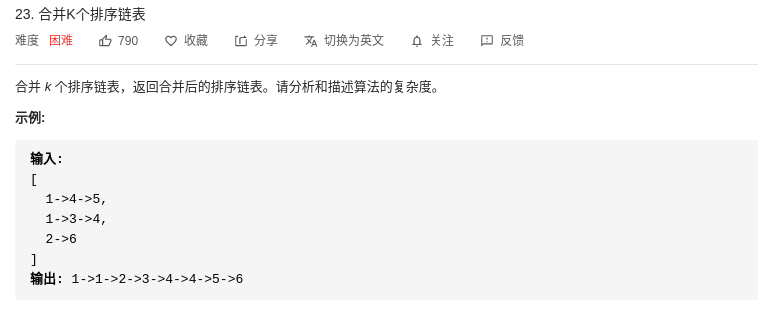 23. 合并K个排序链表
难度 困难 790 收藏 分享 切换为英文 关注 反馈
合并 k 个排序链表，返回合并后的排序链表。请分析和描述算法的复杂度。
示例:
输入:
[
  1->4->5,
  1->3->4,
  2->6
]
输出: 1->1->2->3->4->4->5->6